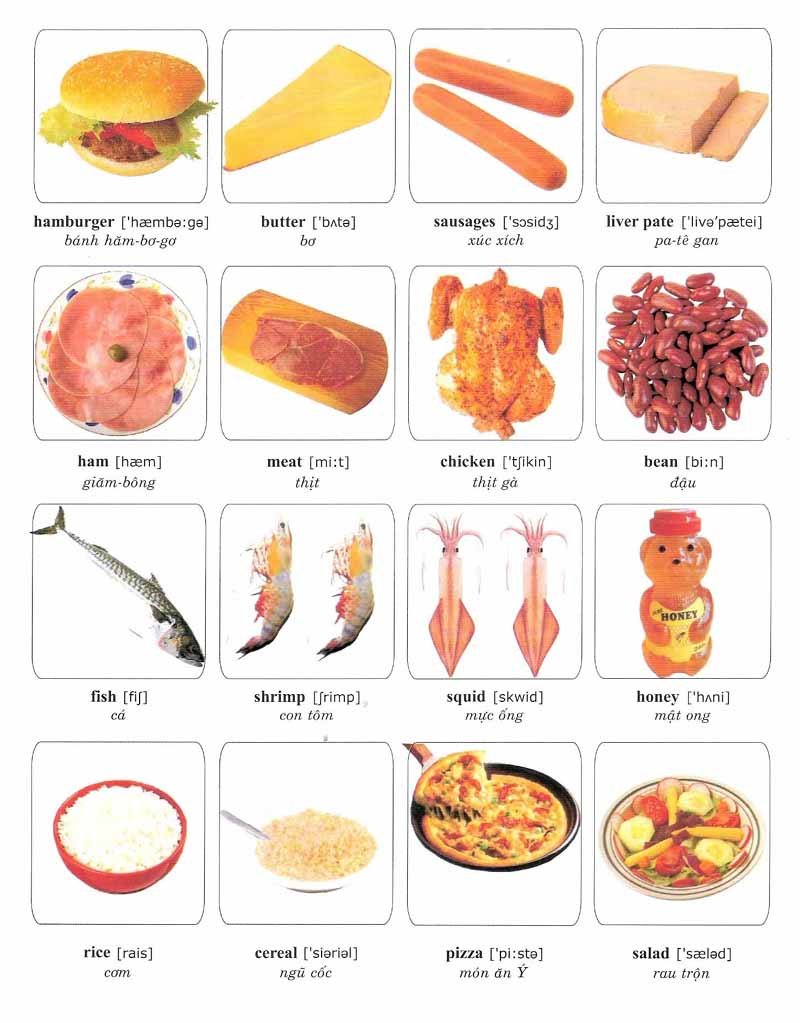 hamburger ['hæmbə:gə]
bánh hăm-bơ-gơ
butter ['bʌtə]
bơ
sausages ['sɔsidʒ]
xúc xích
liver pate ['livə'pætei]
pa-tê gan
ham [hæm]
giăm-bông
meat [mi:t]
thịt
chicken ['tʃikin]
thịt gà
bean [bi:n]
đậu
HONEY
fish [fiʃ]
cá
shrimp [ʃrimp]
con tôm
squid [skwid]
mực ống
honey ['hʌni]
mật ong
rice [rais]
cơm
cereal ['siəriəl]
ngũ cốc
pizza ['pi:stə]
món ăn Ý
salad ['sæləd]
rau trộn